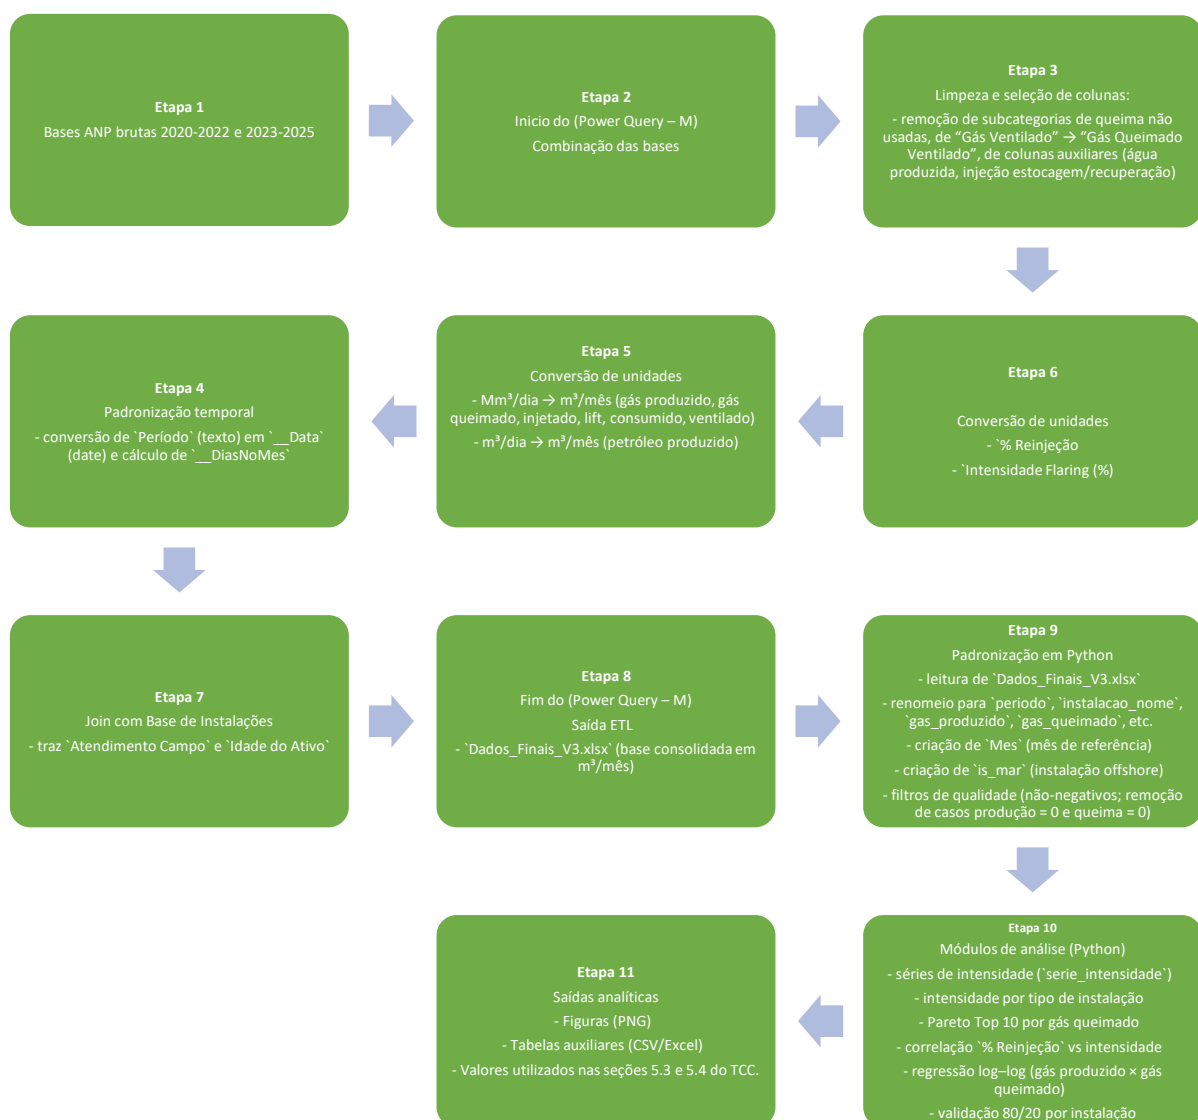 Etapa 1
Bases ANP brutas 2020-2022 e 2023-2025
Etapa 2
Inicio do (Power Query – M)
Combinação das bases
Etapa 3
Limpeza e seleção de colunas:
- remoção de subcategorias de queima não
usadas, de “Gás Ventilado” → “Gás Queimado
Ventilado”, de colunas auxiliares (água
produzida, injeção estocagem/recuperação)
Etapa 4
Padronização temporal
- conversão de `Período` (texto) em `__Data`
(date) e cálculo de `__DiasNoMes`
Etapa 5
Conversão de unidades
- Mm³/dia → m³/mês (gás produzido, gás
queimado, injetado, lift, consumido, ventilado)
- m³/dia → m³/mês (petróleo produzido)
Etapa 6
Conversão de unidades
- `% Reinjeção
- `Intensidade Flaring (%)
Etapa 7
Join com Base de Instalações
- traz `Atendimento Campo` e `Idade do Ativo`
Etapa 8
Fim do (Power Query – M)
Saída ETL
- `Dados_Finais_V3.xlsx` (base consolidada em
m³/mês)
Etapa 9
Padronização em Python
- leitura de `Dados_Finais_V3.xlsx`
- renomeio para `periodo`, `instalacao_nome`,
`gas_produzido`, `gas_queimado`, etc.
- criação de `Mes` (mês de referência)
- criação de `is_mar` (instalação offshore)
- filtros de qualidade (não-negativos; remoção
de casos produção = 0 e queima = 0)
Etapa 10
Módulos de análise (Python)
- séries de intensidade (`serie_intensidade`)
- intensidade por tipo de instalação
- Pareto Top 10 por gás queimado
- correlação `% Reinjeção` vs intensidade
- regressão log–log (gás produzido × gás
queimado)
- validação 80/20 por instalação
Etapa 11
Saídas analíticas
- Figuras (PNG)
- Tabelas auxiliares (CSV/Excel)
- Valores utilizados nas seções 5.3 e 5.4 do TCC.